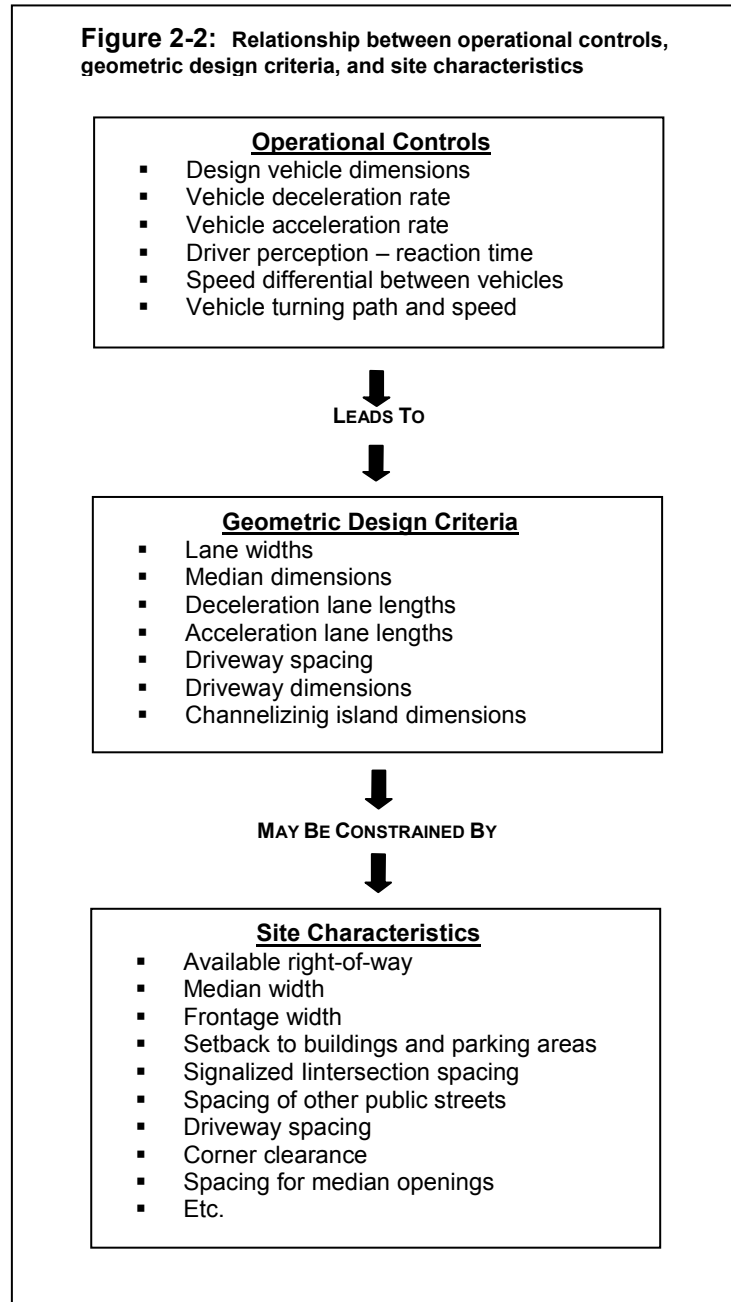 Figure 2-2: Relationship between operational controls,
geometric design criteria, and site characteristics
Operational Controls
▪ Design vehicle dimensions
▪ Vehicle deceleration rate
▪ Vehicle acceleration rate
▪ Driver perception – reaction time
▪ Speed differential between vehicles
▪ Vehicle turning path and speed
LEADS TO
Geometric Design Criteria
▪ Lane widths
▪ Median dimensions
▪ Deceleration lane lengths
▪ Acceleration lane lengths
▪ Driveway spacing
▪ Driveway dimensions
▪ Channelizinig island dimensions
MAY BE CONSTRAINED BY
Site Characteristics
▪ Available right-of-way
▪ Median width
▪ Frontage width
▪ Setback to buildings and parking areas
▪ Signalized Iintersection spacing
▪ Spacing of other public streets
▪ Driveway spacing
▪ Corner clearance
▪ Spacing for median openings
▪ Etc.